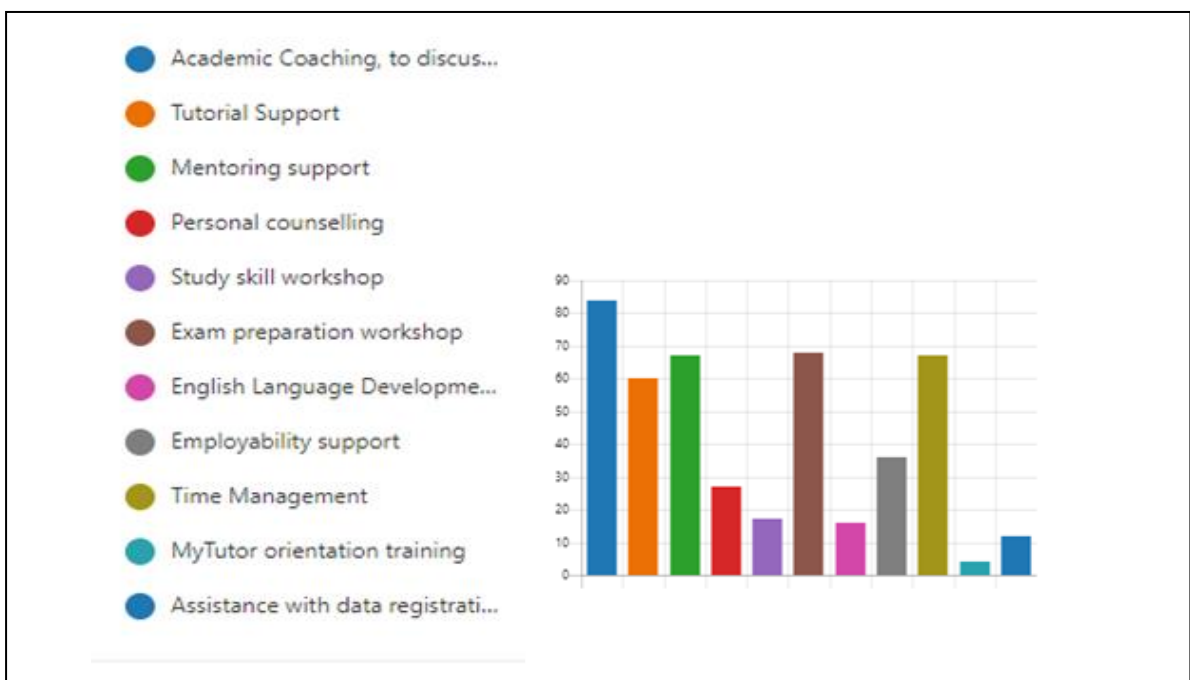 Academic Coaching, to discus...
Tutorial Support
Mentoring support
Personal counselling
Study skill workshop
Exam preparation workshop
English Language Developme...
Employability support
Time Management
MyTutor orientation training
Assistance with data registrati...
90
80
70
60
50
40
30
20
10
0